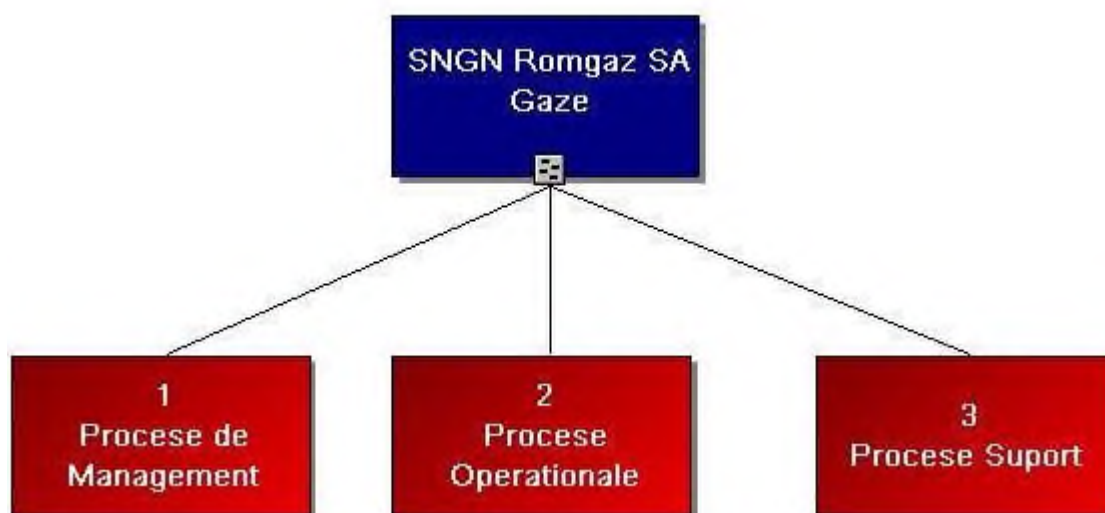 SNGN Romgaz SA
Gaze
1
Procese de
Management
2
Procese
Operationale
3
Procese Suport